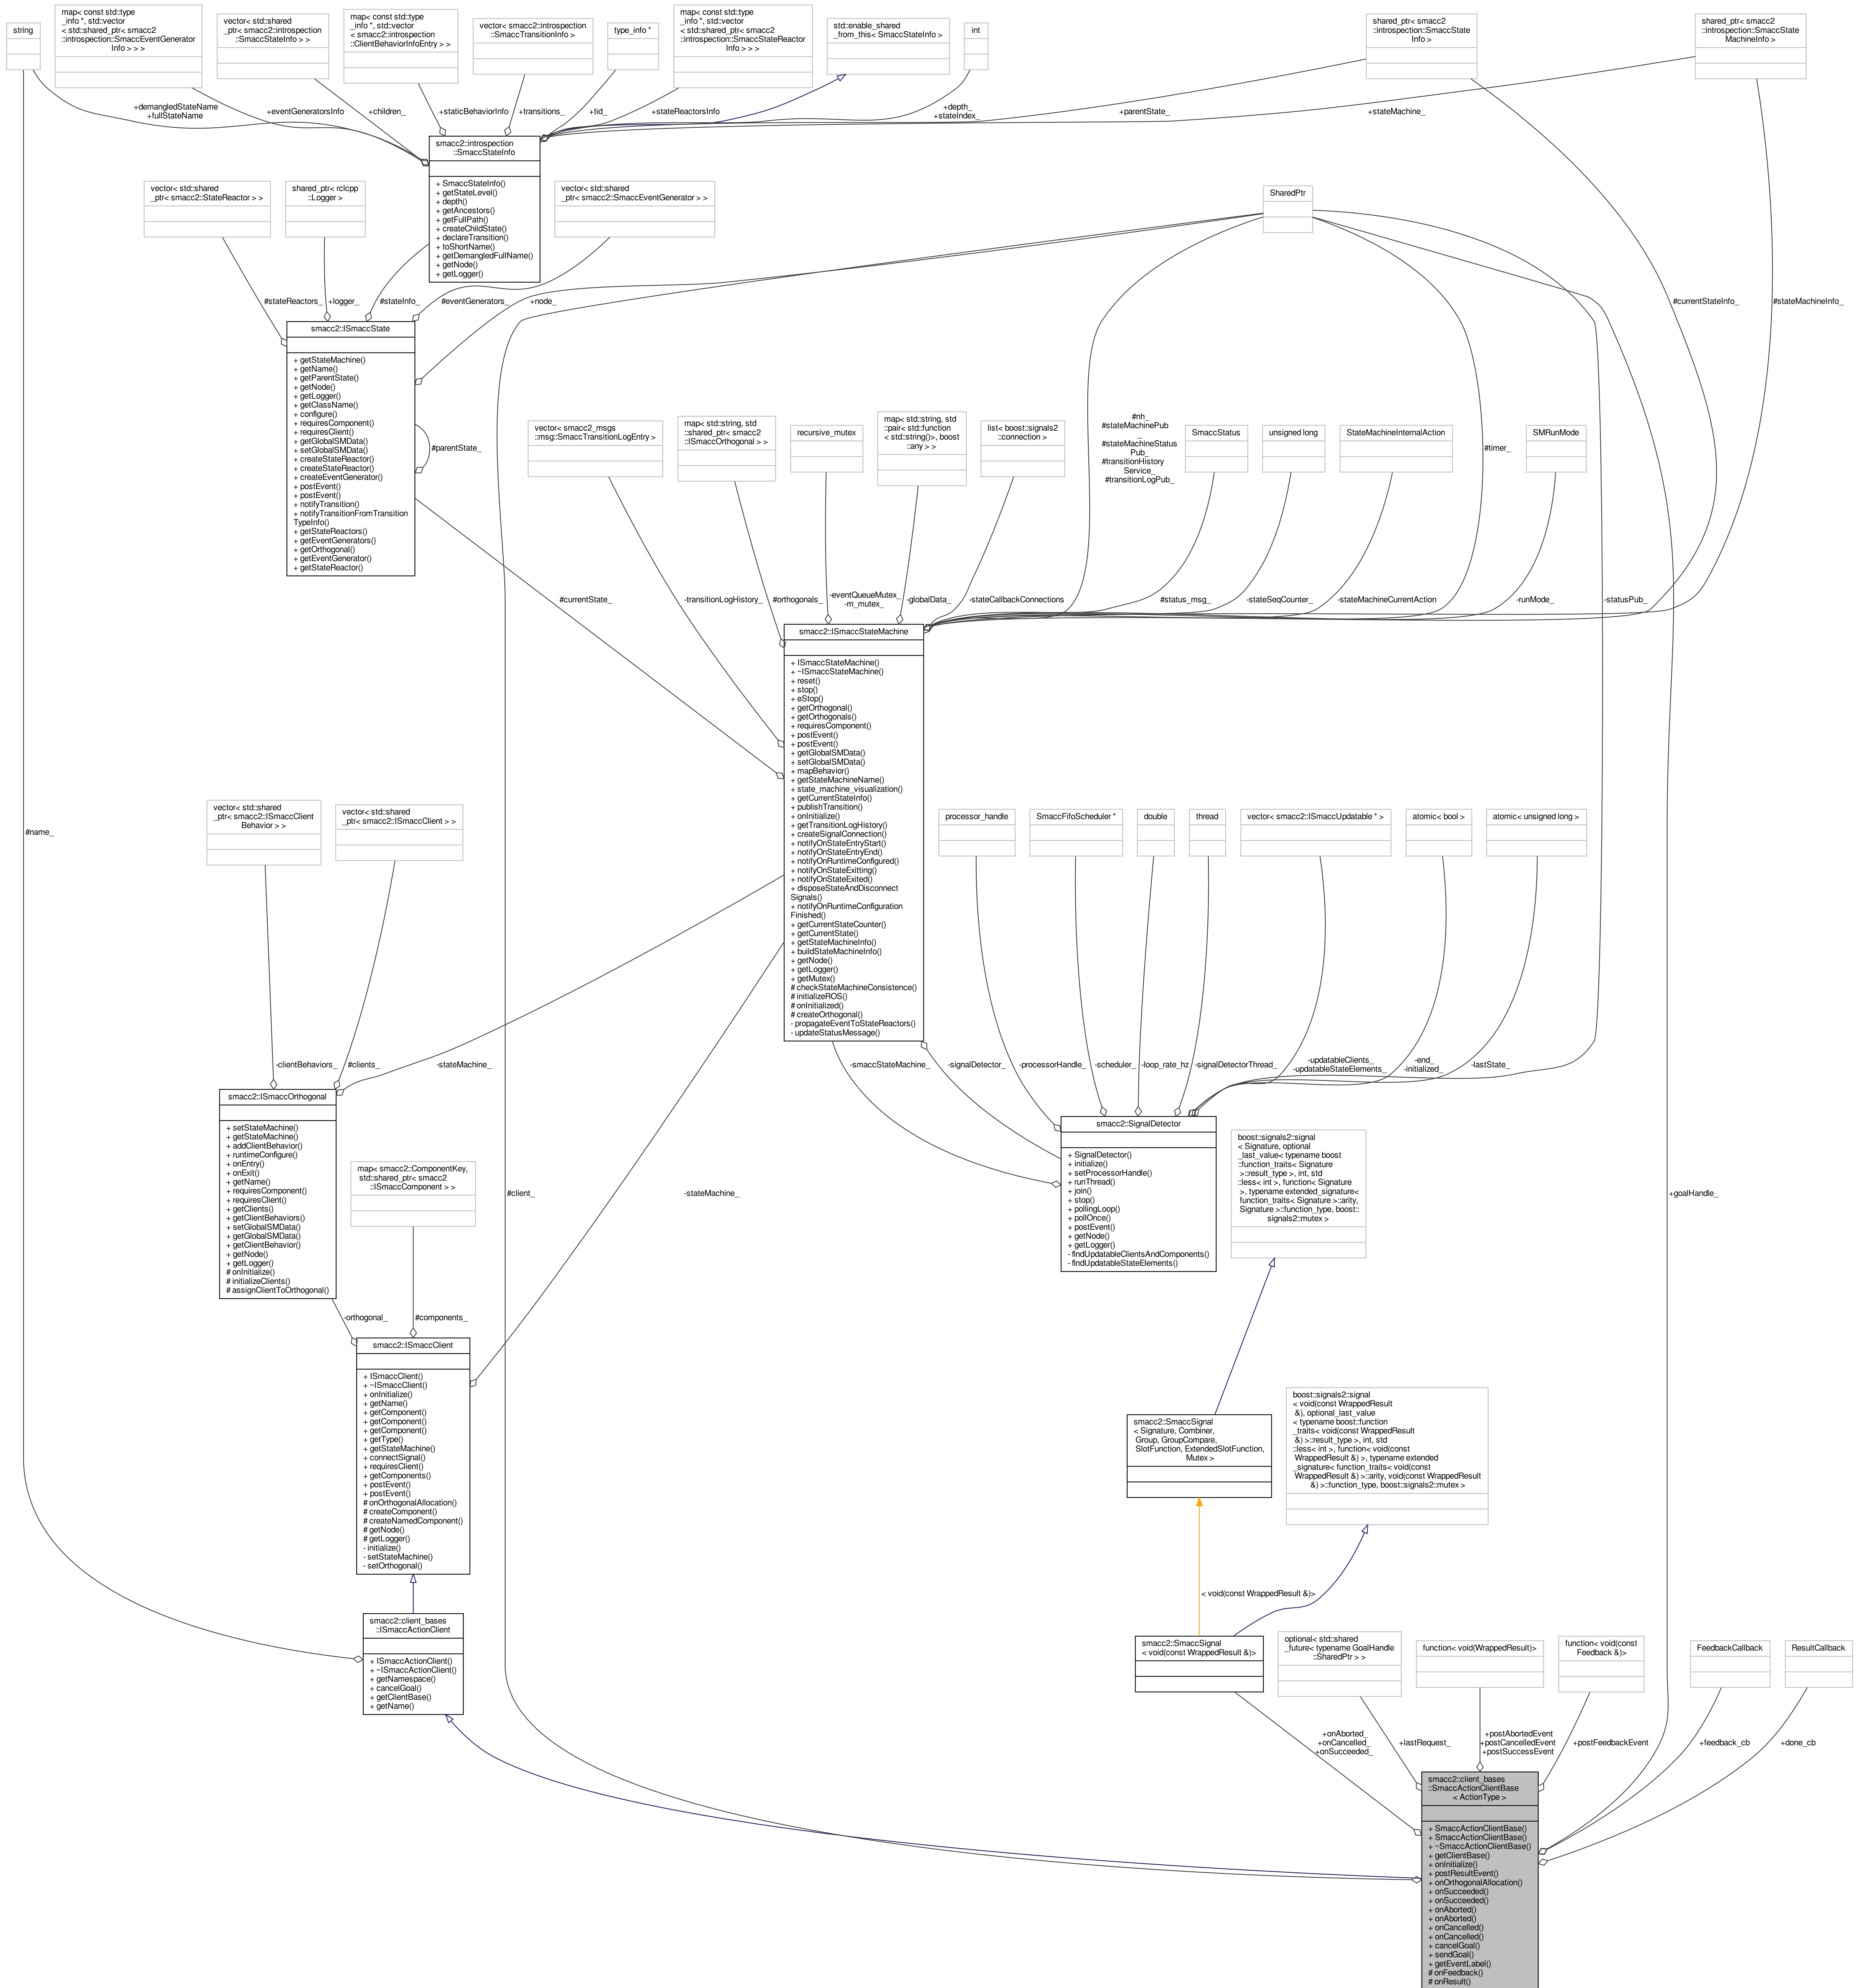 string
map< const std::type
_info *, std::vector
< std::shared_ptr< smacc2
::introspection::SmaccEventGenerator
Info > > >
vector< std::shared
_ptr< smacc2::introspection
::SmaccStateInfo > >
map< const std::type
_info *, std::vector
< smacc2::introspection
::ClientBehaviorInfoEntry > >
vector< smacc2::introspection
::SmaccTransitionInfo >
type_info *
map< const std::type
_info *, std::vector
< std::shared_ptr< smacc2
::introspection::SmaccStateReactor
Info > > >
std::enable_shared
_from_this< SmaccStateInfo >
int
shared_ptr< smacc2
::introspection::SmaccState
Info >
shared_ptr< smacc2
::introspection::SmaccState
MachineInfo >
+demangledStateName
+fullStateName
+eventGeneratorsInfo
+children_
+staticBehaviorInfo
+transitions_
+tid_
+stateReactorsInfo
+depth_
+stateIndex_
+parentState_
+stateMachine_
smacc2::introspection
::SmaccStateInfo
+ SmaccStateInfo()
+ getStateLevel()
+ depth()
+ getAncestors()
+ getFullPath()
+ createChildState()
+ declareTransition()
+ toShortName()
+ getDemangledFullName()
+ getNode()
+ getLogger()
vector< std::shared
_ptr< smacc2::StateReactor > >
shared_ptr< rclcpp
::Logger >
vector< std::shared
_ptr< smacc2::SmaccEventGenerator > >
SharedPtr
#stateReactors_
+logger_
#stateInfo_
#eventGenerators_
+node_
#currentStateInfo_
#stateMachineInfo_
smacc2::ISmaccState
+ getStateMachine()
+ getName()
+ getParentState()
+ getNode()
+ getLogger()
+ getClassName()
+ configure()
+ requiresComponent()
+ requiresClient()
+ getGlobalSMData()
+ setGlobalSMData()
+ createStateReactor()
+ createStateReactor()
+ createEventGenerator()
+ postEvent()
+ postEvent()
+ notifyTransition()
+ notifyTransitionFromTransition
TypeInfo()
+ getStateReactors()
+ getEventGenerators()
+ getOrthogonal()
+ getEventGenerator()
+ getStateReactor()
#parentState_
vector< smacc2_msgs
::msg::SmaccTransitionLogEntry >
map< std::string, std
::shared_ptr< smacc2
::ISmaccOrthogonal > >
recursive_mutex
map< std::string, std
::pair< std::function
< std::string()>, boost
::any > >
list< boost::signals2
::connection >
#nh_
#stateMachinePub
_
#stateMachineStatus
Pub_
#transitionHistory
Service_
#transitionLogPub_
SmaccStatus
unsigned long
StateMachineInternalAction
#timer_
SMRunMode
#currentState_
-transitionLogHistory_
#orthogonals_
-eventQueueMutex_
-m_mutex_
-globalData_
-stateCallbackConnections
#status_msg_
-stateSeqCounter_
-stateMachineCurrentAction
-runMode_
-statusPub_
smacc2::ISmaccStateMachine
+ ISmaccStateMachine()
+ ~ISmaccStateMachine()
+ reset()
+ stop()
+ eStop()
+ getOrthogonal()
+ getOrthogonals()
+ requiresComponent()
+ postEvent()
+ postEvent()
+ getGlobalSMData()
+ setGlobalSMData()
+ mapBehavior()
+ getStateMachineName()
+ state_machine_visualization()
+ getCurrentStateInfo()
+ publishTransition()
+ onInitialize()
+ getTransitionLogHistory()
+ createSignalConnection()
+ notifyOnStateEntryStart()
+ notifyOnStateEntryEnd()
+ notifyOnRuntimeConfigured()
+ notifyOnStateExitting()
+ notifyOnStateExited()
+ disposeStateAndDisconnect
Signals()
+ notifyOnRuntimeConfiguration
Finished()
+ getCurrentStateCounter()
+ getCurrentState()
+ getStateMachineInfo()
+ buildStateMachineInfo()
+ getNode()
+ getLogger()
+ getMutex()
# checkStateMachineConsistence()
# initializeROS()
# onInitialized()
# createOrthogonal()
- propagateEventToStateReactors()
- updateStatusMessage()
#name_
vector< std::shared
_ptr< smacc2::ISmaccClient
Behavior > >
vector< std::shared
_ptr< smacc2::ISmaccClient > >
processor_handle
SmaccFifoScheduler *
double
thread
vector< smacc2::ISmaccUpdatable * >
atomic< bool >
atomic< unsigned long >
-clientBehaviors_
#clients_
-stateMachine_
-smaccStateMachine_
-signalDetector_
-processorHandle_
-scheduler_
-loop_rate_hz
-signalDetectorThread_
-updatableClients_
-updatableStateElements_
-end_
-initialized_
-lastState_
smacc2::ISmaccOrthogonal
+ setStateMachine()
+ getStateMachine()
+ addClientBehavior()
+ runtimeConfigure()
+ onEntry()
+ onExit()
+ getName()
+ requiresComponent()
+ requiresClient()
+ getClients()
+ getClientBehaviors()
+ setGlobalSMData()
+ getGlobalSMData()
+ getClientBehavior()
+ getNode()
+ getLogger()
# onInitialize()
# initializeClients()
# assignClientToOrthogonal()
map< smacc2::ComponentKey,
std::shared_ptr< smacc2
::ISmaccComponent > >
#client_
-stateMachine_
smacc2::SignalDetector
+ SignalDetector()
+ initialize()
+ setProcessorHandle()
+ runThread()
+ join()
+ stop()
+ pollingLoop()
+ pollOnce()
+ postEvent()
+ getNode()
+ getLogger()
- findUpdatableClientsAndComponents()
- findUpdatableStateElements()
boost::signals2::signal
< Signature, optional
_last_value< typename boost
::function_traits< Signature
>::result_type >, int, std
::less< int >, function< Signature
>, typename extended_signature<
function_traits< Signature >::arity,
Signature >::function_type, boost::
signals2::mutex >
+goalHandle_
-orthogonal_
#components_
smacc2::ISmaccClient
+ ISmaccClient()
+ ~ISmaccClient()
+ onInitialize()
+ getName()
+ getComponent()
+ getComponent()
+ getComponent()
+ getType()
+ getStateMachine()
+ connectSignal()
+ requiresClient()
+ getComponents()
+ postEvent()
+ postEvent()
# onOrthogonalAllocation()
# createComponent()
# createNamedComponent()
# getNode()
# getLogger()
- initialize()
- setStateMachine()
- setOrthogonal()
smacc2::SmaccSignal
< Signature, Combiner,
Group, GroupCompare,
SlotFunction, ExtendedSlotFunction,
Mutex >
boost::signals2::signal
< void(const WrappedResult
&), optional_last_value
< typename boost::function
_traits< void(const WrappedResult
&) >::result_type >, int, std
::less< int >, function< void(const
WrappedResult &) >, typename extended
_signature< function_traits< void(const
WrappedResult &) >::arity, void(const WrappedResult
&) >::function_type, boost::signals2::mutex >
< void(const WrappedResult &)>
smacc2::client_bases
::ISmaccActionClient
+ ISmaccActionClient()
+ ~ISmaccActionClient()
+ getNamespace()
+ cancelGoal()
+ getClientBase()
+ getName()
smacc2::SmaccSignal
< void(const WrappedResult &)>
optional< std::shared
_future< typename GoalHandle
::SharedPtr > >
function< void(WrappedResult)>
function< void(const
Feedback &)>
FeedbackCallback
ResultCallback
+onAborted_
+onCancelled_
+onSucceeded_
+lastRequest_
+postAbortedEvent
+postCancelledEvent
+postSuccessEvent
+postFeedbackEvent
+feedback_cb
+done_cb
smacc2::client_bases
::SmaccActionClientBase
< ActionType >
+ SmaccActionClientBase()
+ SmaccActionClientBase()
+ ~SmaccActionClientBase()
+ getClientBase()
+ onInitialize()
+ postResultEvent()
+ onOrthogonalAllocation()
+ onSucceeded()
+ onSucceeded()
+ onAborted()
+ onAborted()
+ onCancelled()
+ onCancelled()
+ cancelGoal()
+ sendGoal()
+ getEventLabel()
# onFeedback()
# onResult()